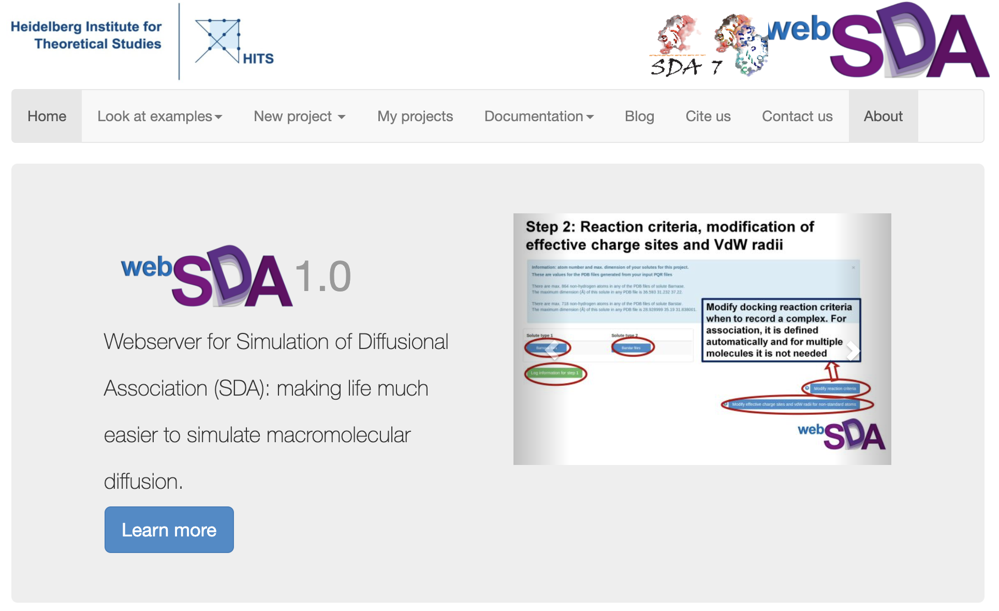 Heidelberg Institute for
Theoretical Studies
HITS
SDA 7
webSDA
Home
Look at examples
New project
My projects
Documentation
Blog
Cite us
Contact us
About
webSDA 1.0
Webserver for Simulation of Diffusional
Association (SDA): making life much
easier to simulate macromolecular
diffusion.
Learn more
Step 2: Reaction criteria, modification of
effective charge sites and VdW radii
Information: atom number and max. dimension of your solutes for this project.
These are values for the PDB files generated from your input PQR files
There are max. 864 non-hydrogen atoms in any of the PDB files of solute Barnase.
The maximum dimension (Å) of this solute in any PDB file is 36.593 31.232 37.22.
There are max. 718 non-hydrogen atoms in any of the PDB files of solute Barstar.
The maximum dimension (Å) of this solute in any PDB file is 28.928999 35.19 31.838001.
Modify docking reaction criteria
when to record a complex. For
association, it is defined
automatically and for multiple
molecules it is not needed
Solute type 1
Solute type 2
Barstar files
Log information for step 1
Modify reaction criteria
Modify effective charge sites and vdW radii for non-standard atoms
webSDA